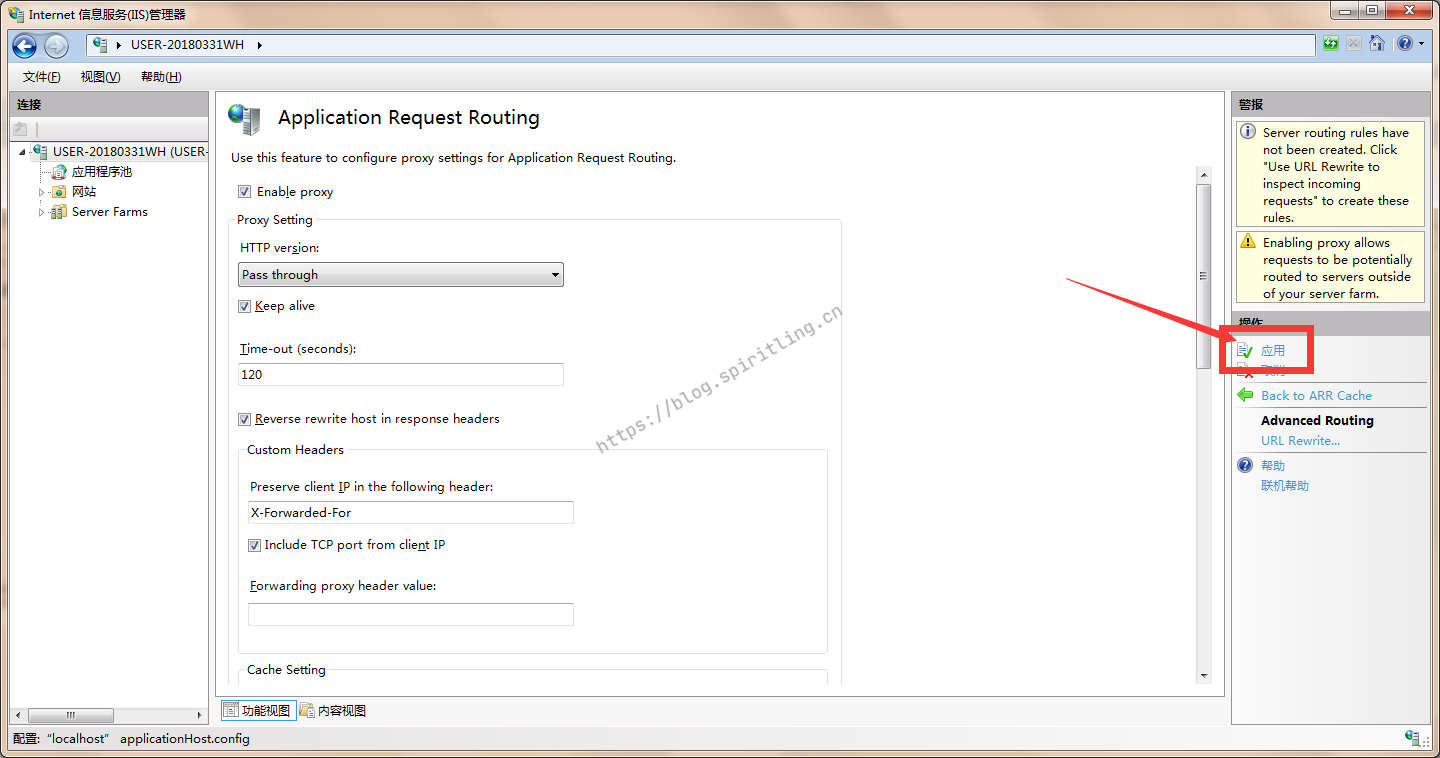 Internet 信息服务(IIS)管理器
USER-20180331WH
文件(F) 视图(V) 帮助(H)
连接
USER-20180331WH (USER-
应用程序池
网站
Server Farms
Application Request Routing
Use this feature to configure proxy settings for Application Request Routing.
Enable proxy
Proxy Setting
HTTP version:
Pass through
Keep alive
Time-out (seconds):
120
Reverse rewrite host in response headers
Custom Headers
Preserve client IP in the following header:
X-Forwarded-For
Include TCP port from client IP
Forwarding proxy header value:
Cache Setting
https://blog.spiritling.cn
功能视图 内容视图
警报
Server routing rules have
not been created. Click
"Use URL Rewrite to
inspect incoming
requests" to create these
rules.
Enabling proxy allows
requests to be potentially
routed to servers outside
of your server farm.
操作
应用
取消
Back to ARR Cache
Advanced Routing
URL Rewrite...
帮助
联机帮助
配置: "localhost" applicationHost.config